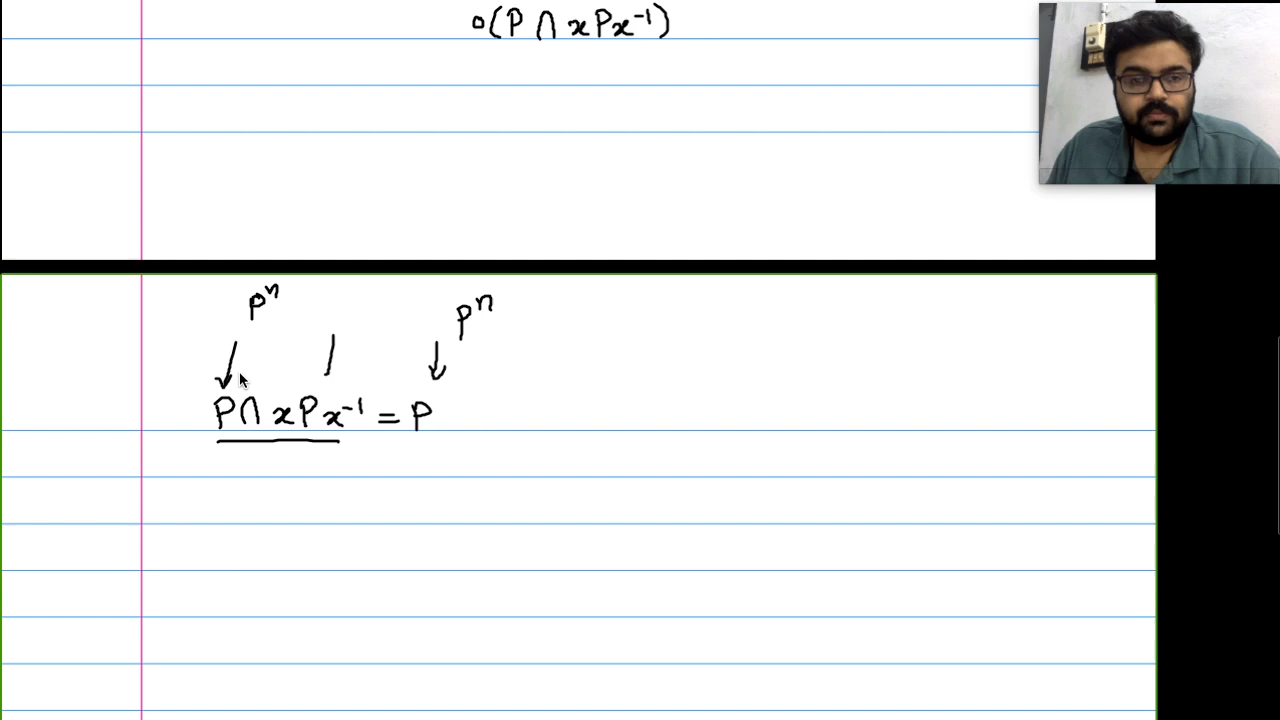 o(P ∩ xPx⁻¹)
pⁿ pⁿ
P∩ xPx⁻¹ = P